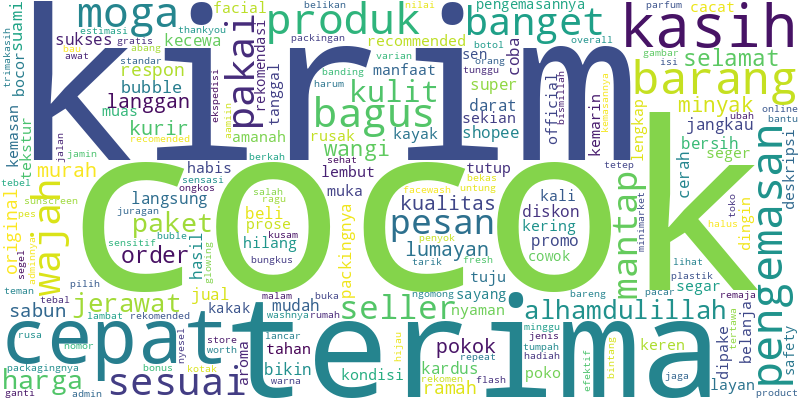 kirim
cocok
terima
cepat
kasih
barang
produk
banget
moga
pakai
bagus
kulit
wajah
pesan
sesuai
seller
alhamdulillah
pengemasan
mantap
harga
paket
order
jerawat
wangi
murah
kurir
langgan
sukses
kecewa
respon
bubble
tanggal
rekomendasi
facial
belikan
nilai
pengemasannya
parfum
cacat
thankyou
packingan
recommended
botol
overall
selamat
gambar
isi
estimasi
gratis
abang
suami
bocor
trimakasih
bau
awat
standar
varian
orang
sen
coba
manfaat
banding
tunggu
super
harum
bismillah
official
kemarin
kemasannya
lengkap
minyak
jangkau
ubah
online
bantu
deskripsi
kemasan
tekstur
muas
ekspedisi
aamiin
amanah
rusak
kayak
darat
sekian
shopee
jalan
recomended
jamin
berkah
habis
sehat
lembut
muka
tutup
tetep
bersih
seger
cerah
dingin
minimarket
toko
halus
tebel
sunscreen
sensasi
ongkos
langsung
facewash
bekas
untung
kualitas
kali
diskon
kering
promo
cowok
original
pes
segel
adminnya
juragan
salah
ragu
beli
prose
sensitif
buble
kusam
hilang
bungkus
hasil
glowing
packingnya
penyok
lumayan
tarik
fresh
tuju
lihat
plastik
segar
teman
pilih
tebal
sabun
lambat
rekomended
jual
kakak
malam
buka
mudah
rumah
washnya
ngomong
sayang
nyaman
bareng
pacar
remaja
rusa
nomor
nyesel
store
worth
aroma
lancar
tahan
hijau
pokok
repeat
minggu
jenis
tumpah
hadiah
bintang
keren
dipake
tertawa
belanja
safety
packagingnya
bonus
kotak
bikin
warna
kondisi
kardus
rekomen
ramah
flash
poko
efektif
jaga
layan
product
ganti
admin